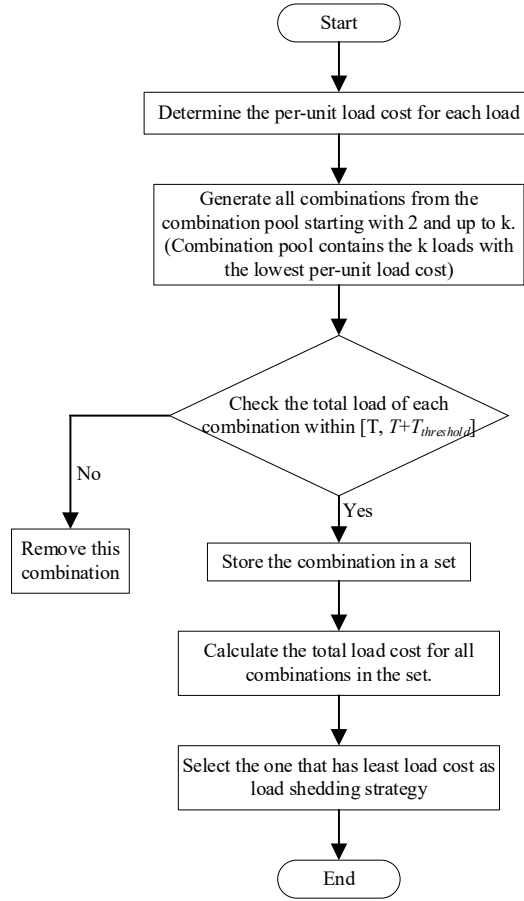 Start
Determine the per-unit load cost for each load
Generate all combinations from the
combination pool starting with 2 and up to k.
(Combination pool contains the k loads with
the lowest per-unit load cost)
Check the total load of each
combination within [T, T+Tthreshold]
No
Yes
Remove this
combination
Store the combination in a set
Calculate the total load cost for all
combinations in the set.
Select the one that has least load cost as
load shedding strategy
End